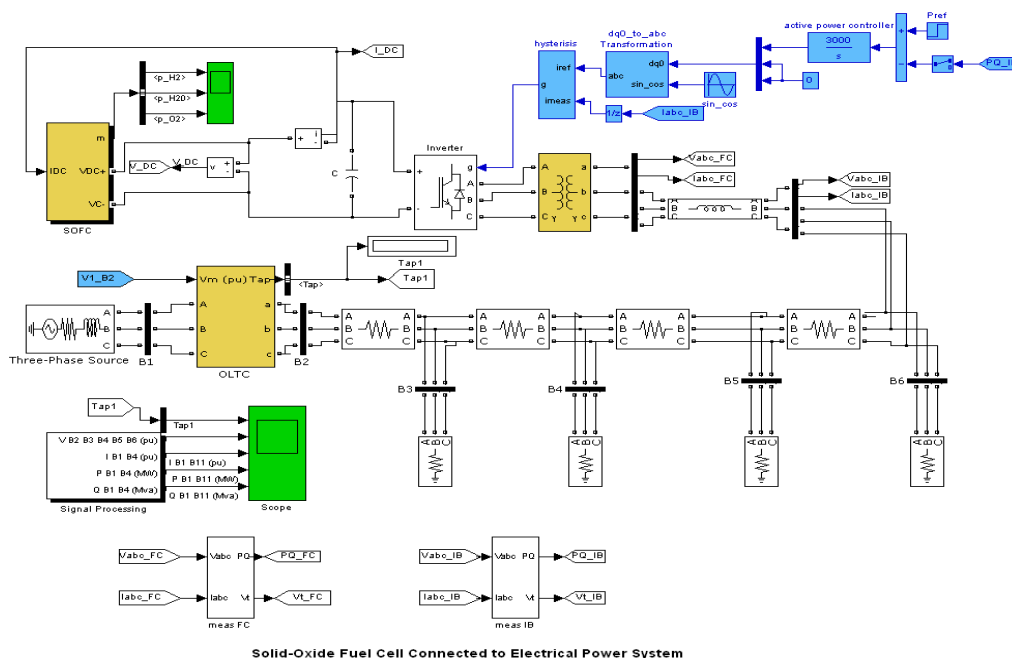 I_DC
<p_H2>
<p_H20>
<p_O2>
m
IDC
VDC+
VC-
SOFC
V_DC
V_DC
v
+
-
+
-
i
C
Inverter
g
+
-
A
B
C
hysterisis
iref
g
imeas
dq0_to_abc
Transformation
dq0
abc
sin_cos
sin_cos
1/z
Iabc_IB
active power controller
3000
s
0
Pref
+
−
PQ_I
A
B
C
Y
Y
a
b
c
Vabc_FC
Iabc_FC
A
B
C
A
B
C
Vabc_IB
Iabc_IB
V1_B2
Vm (pu)
Tap
A
B
C
a
b
c
OLTC
<Tap>
Tap1
Tap1
A
B
C
Three-Phase Source
B1
B2
A
B
C
A
B
C
A
B
C
A
B
C
A
B
C
A
B
C
A
B
C
A
B
C
B3
B4
B5
B6
A B C
A B C
A B C
A B C
Tap1
Tap1
V B2 B3 B4 B5 B6 (pu)
I B1 B4 (pu)
P B1 B4 (MW)
Q B1 B4 (Mva)
I B1 B11 (pu)
P B1 B11 (MW)
Q B1 B11 (Mva)
Signal Processing
Scope
Vabc_FC
Iabc_FC
Vabc
PQ
Iabc
Vt
PQ_FC
Vt_FC
meas FC
Vabc_IB
Iabc_IB
Vabc
PQ
Iabc
Vt
PQ_IB
Vt_IB
meas IB
Solid-Oxide Fuel Cell Connected to Electrical Power System